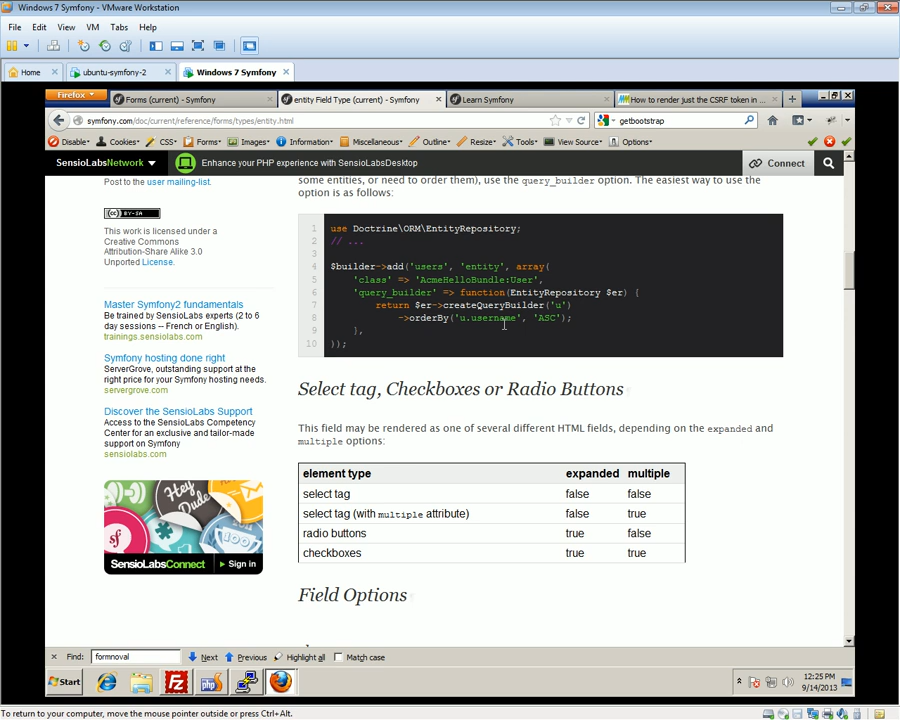 Windows 7 Symfony - VMware Workstation
File Edit View VM Tabs Help
Home ubuntu-symfony-2 Windows 7 Symfony
Firefox Forms (current) - Symfony entity Field Type (current) - Symfony Learn Symfony How to render just the CSRF token in ...
symfony.com/doc/current/reference/forms/types/entity.html getbootstrap
Disable Cookies CSS Forms Images Information Miscellaneous Outline Resize Tools View Source Options
SensioLabsNetwork Enhance your PHP experience with SensioLabsDesktop Connect
Post to the user mailing-list.
CC BY-SA
This work is licensed under a
Creative Commons
Attribution-Share Alike 3.0
Unported License.
Master Symfony2 fundamentals
Be trained by SensioLabs experts (2 to 6
day sessions -- French or English).
trainings.sensiolabs.com
Symfony hosting done right
ServerGrove, outstanding support at the
right price for your Symfony hosting needs.
servergrove.com
Discover the SensioLabs Support
Access to the SensioLabs Competency
Center for an exclusive and tailor-made
support on Symfony
sensiolabs.com
Hey Dude
sf
100
SensioLabsConnect Sign in
some entities, or need to order them), use the query_builder option. The easiest way to use the
option is as follows:
1 use Doctrine\ORM\EntityRepository;
2 // ...
3
4 $builder->add('users', 'entity', array(
5 'class' => 'AcmeHelloBundle:User',
6 'query_builder' => function(EntityRepository $er) {
7 return $er->createQueryBuilder('u')
8 ->orderBy('u.username', 'ASC');
9 },
10 ));
Select tag, Checkboxes or Radio Buttons
This field may be rendered as one of several different HTML fields, depending on the expanded and
multiple options:
element type expanded multiple
select tag false false
select tag (with multiple attribute) false true
radio buttons true false
checkboxes true true
Field Options
× Find: formnoval Next Previous Highlight all Match case
Start Fz php 12:25 PM
9/14/2013
To return to your computer, move the mouse pointer outside or press Ctrl+Alt.